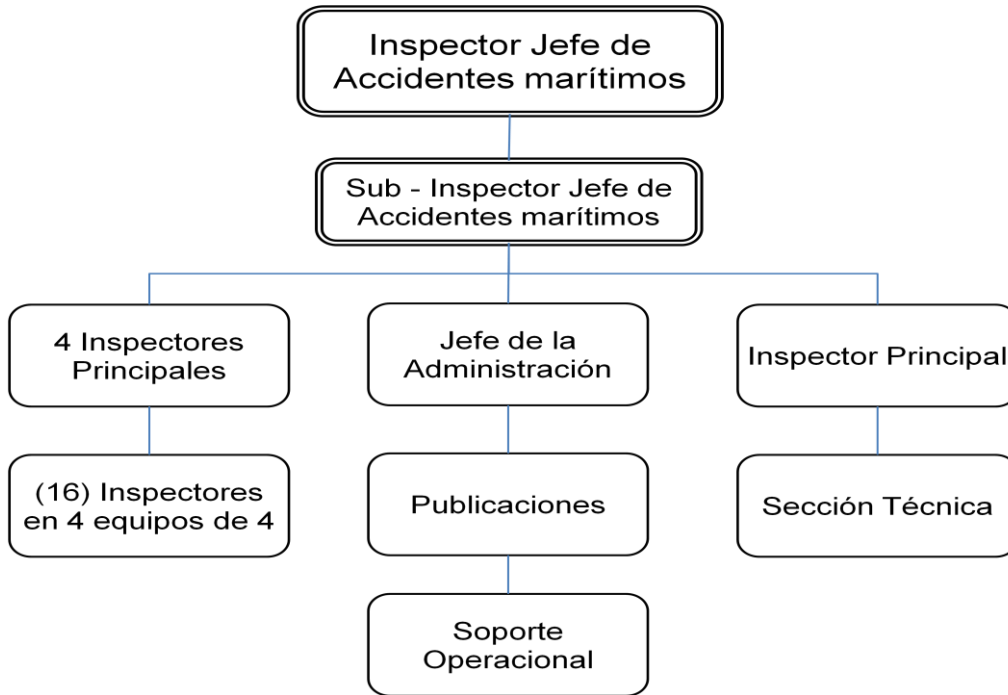 Inspector Jefe de
Accidentes marítimos
Sub - Inspector Jefe de
Accidentes marítimos
4 Inspectores
Principales
Jefe de la
Administración
Inspector Principal
(16) Inspectores
en 4 equipos de 4
Publicaciones
Sección Técnica
Soporte
Operacional